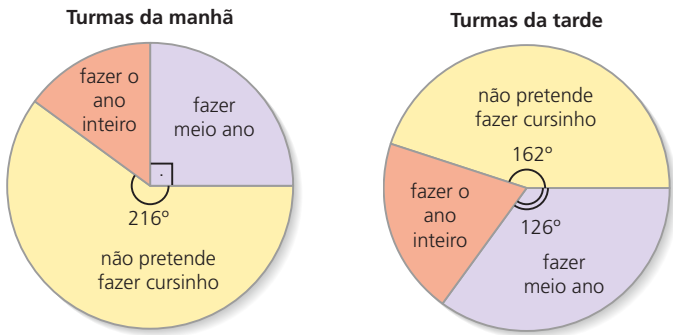 Turmas da manhã
fazer o
ano
inteiro
fazer
meio ano
216º
não pretende
fazer cursinho
Turmas da tarde
não pretende
fazer cursinho
162º
fazer o
ano
inteiro
126º
fazer
meio ano